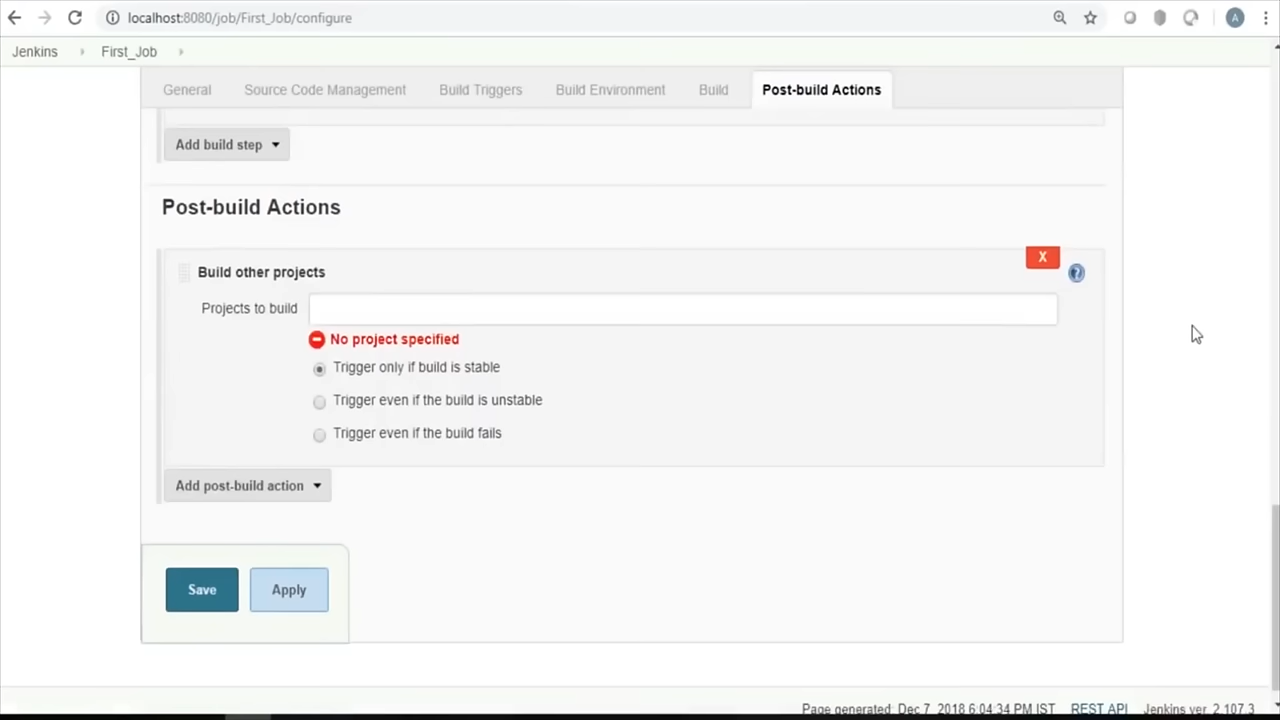 localhost:8080/job/First_Job/configure
A
Jenkins First_Job
General Source Code Management Build Triggers Build Environment Build Post-build Actions
Add build step
Post-build Actions
X
Build other projects ?
Projects to build
No project specified
Trigger only if build is stable
Trigger even if the build is unstable
Trigger even if the build fails
Add post-build action
Save Apply
Page generated: Dec 7, 2018 6:04:34 PM IST REST API Jenkins ver. 2.107.3